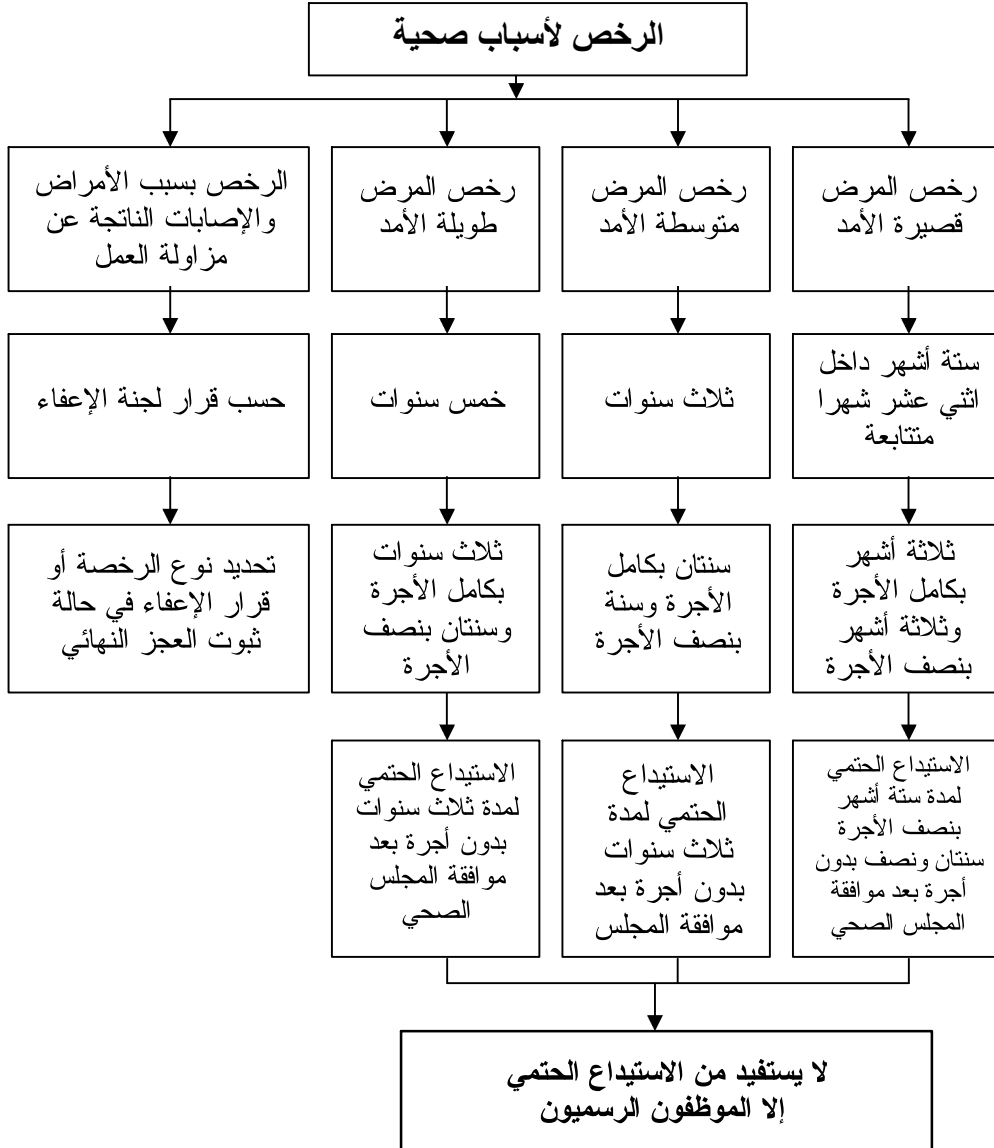 الرخص لأسباب صحية
رخص المرض
قصيرة الأمد
رخص المرض
متوسطة الأمد
رخص المرض
طويلة الأمد
الرخص بسبب الأمراض
والإصابات الناتجة عن
مزاولة العمل
ستة أشهر داخل
اثني عشر شهرا
متتابعة
ثلاث سنوات
خمس سنوات
حسب قرار لجنة الإعفاء
ثلاثة أشهر
بكامل الأجرة
وثلاثة أشهر
بنصف الأجرة
سنتان بكامل
الأجرة وسنة
بنصف الأجرة
ثلاث سنوات
بكامل الأجرة
وسنتان بنصف
الأجرة
تحديد نوع الرخصة أو
قرار الإعفاء في حالة
ثبوت العجز النهائي
الاستيداع الحتمي
لمدة ستة أشهر
بنصف الأجرة
سنتان ونصف بدون
أجرة بعد موافقة
المجلس الصحي
الاستيداع
الحتمي لمدة
ثلاث سنوات
بدون أجرة بعد
موافقة المجلس
الاستيداع الحتمي
لمدة ثلاث سنوات
بدون أجرة بعد
موافقة المجلس
الصحي
لا يستفيد من الاستيداع الحتمي
إلا الموظفون الرسميون